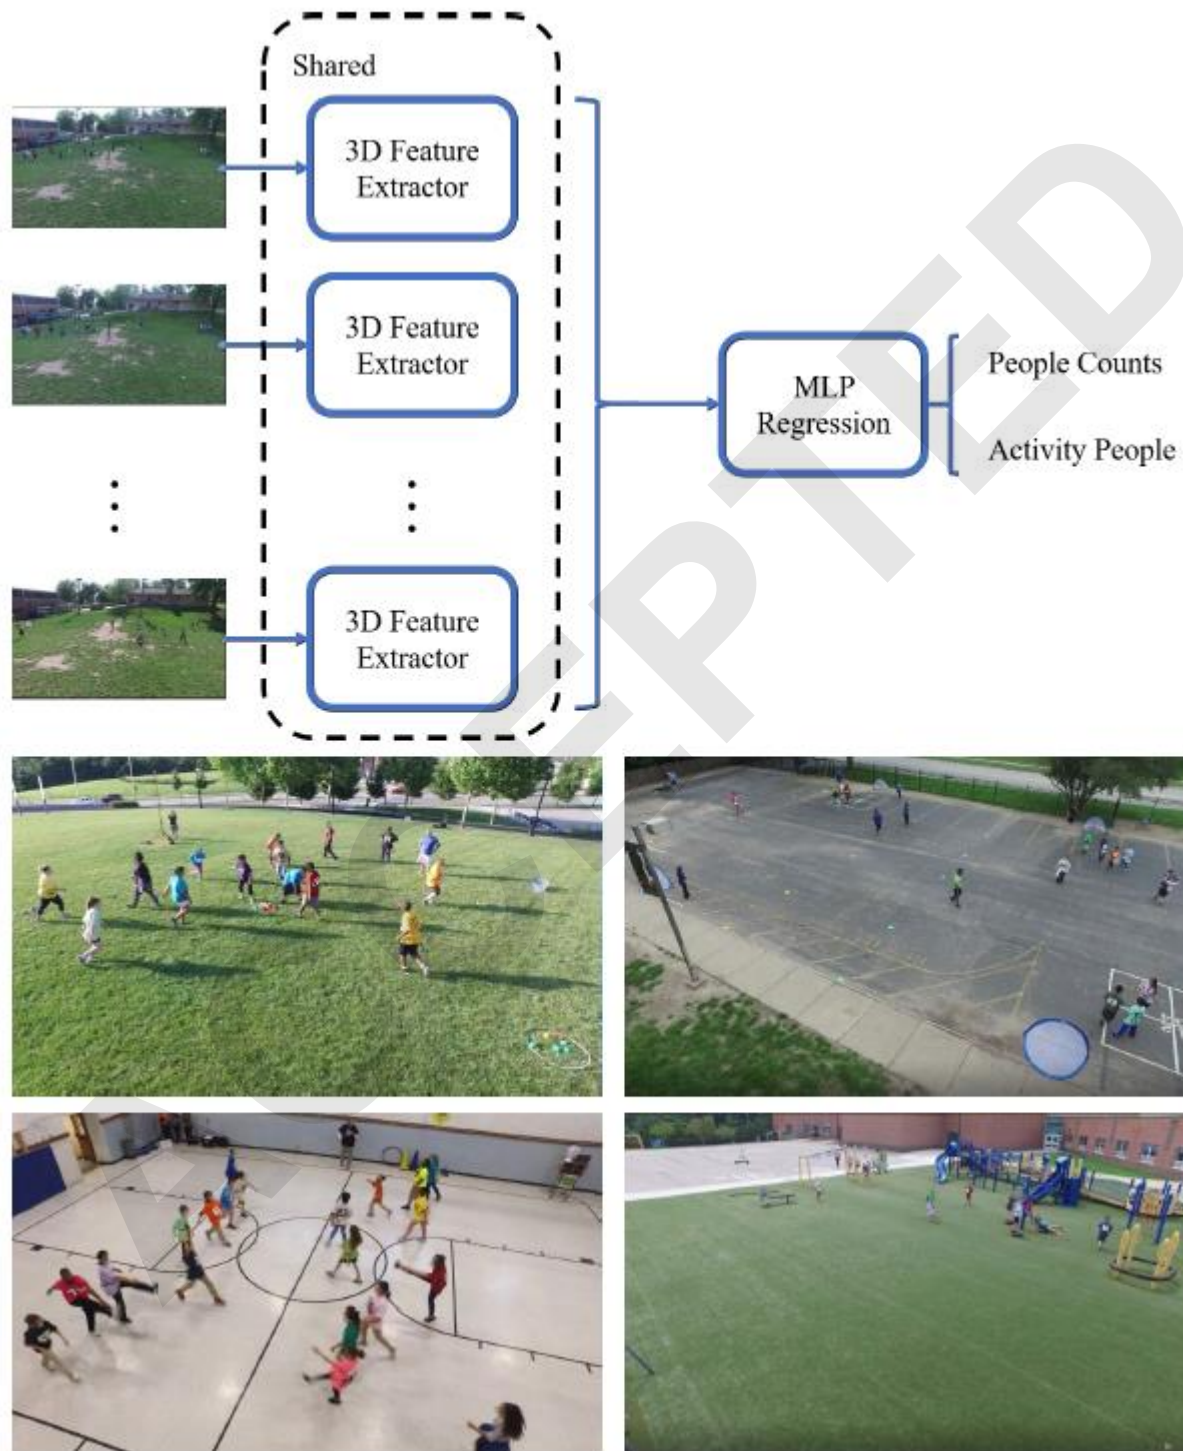 Shared
3D Feature
Extractor
3D Feature
Extractor
3D Feature
Extractor
MLP
Regression
People Counts
Activity People
ACCEPTED